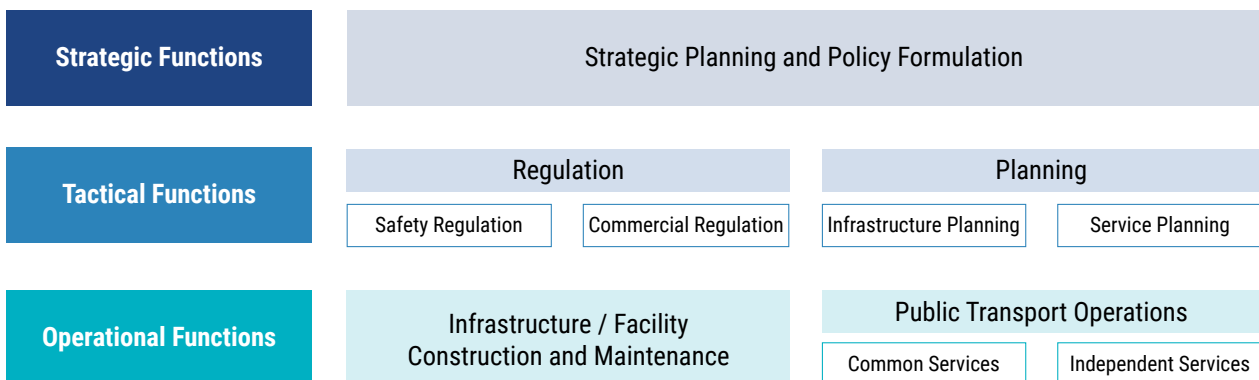 Strategic Functions
Strategic Planning and Policy Formulation
Tactical Functions
Regulation
Planning
Safety Regulation
Commercial Regulation
Infrastructure Planning
Service Planning
Operational Functions
Infrastructure / Facility
Construction and Maintenance
Public Transport Operations
Common Services
Independent Services